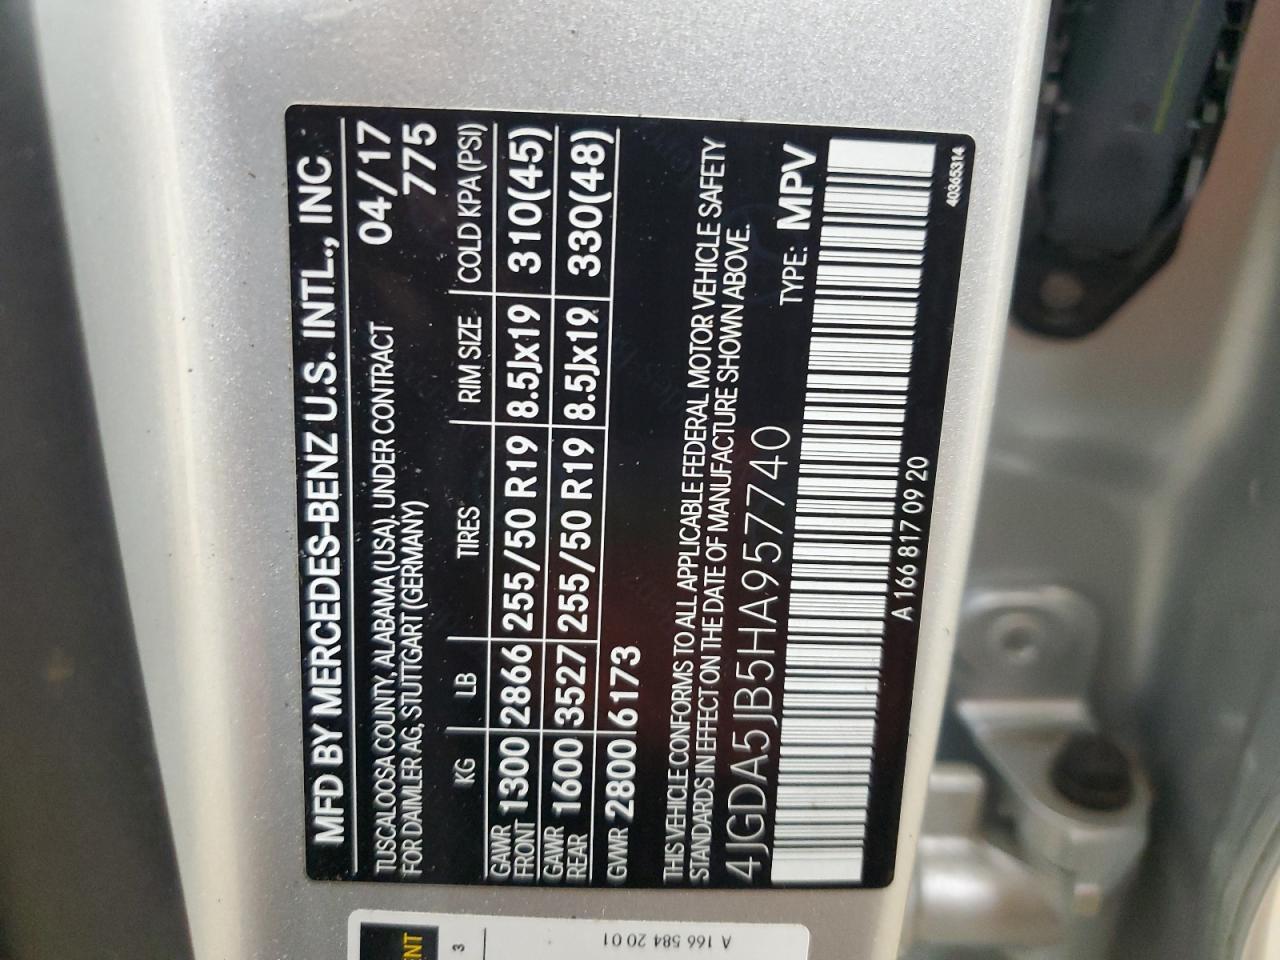 MFD BY MERCEDES-BENZ U.S. INTL., INC
04/17
TUSCALOOSA COUNTY, ALABAMA (USA). UNDER CONTRACT
775
FOR DAIMLER AG, STUTTGART (GERMANY)
KG LB TIRES RIM SIZE COLD KPA (PSI)
GAWR FRONT 1300 2866 255/50 R19 8.5Jx19 310(45)
GAWR REAR 1600 3527 255/50 R19 8.5Jx19 330(48)
GVWR 2800 6173
THIS VEHICLE CONFORMS TO ALL APPLICABLE FEDERAL MOTOR VEHICLE SAFETY
STANDARDS IN EFFECT ON THE DATE OF MANUFACTURE SHOWN ABOVE.
4JGDA5JB5HA957740 TYPE: MPV
A 166 817 09 20
40365314
3
A 166 584 20 01